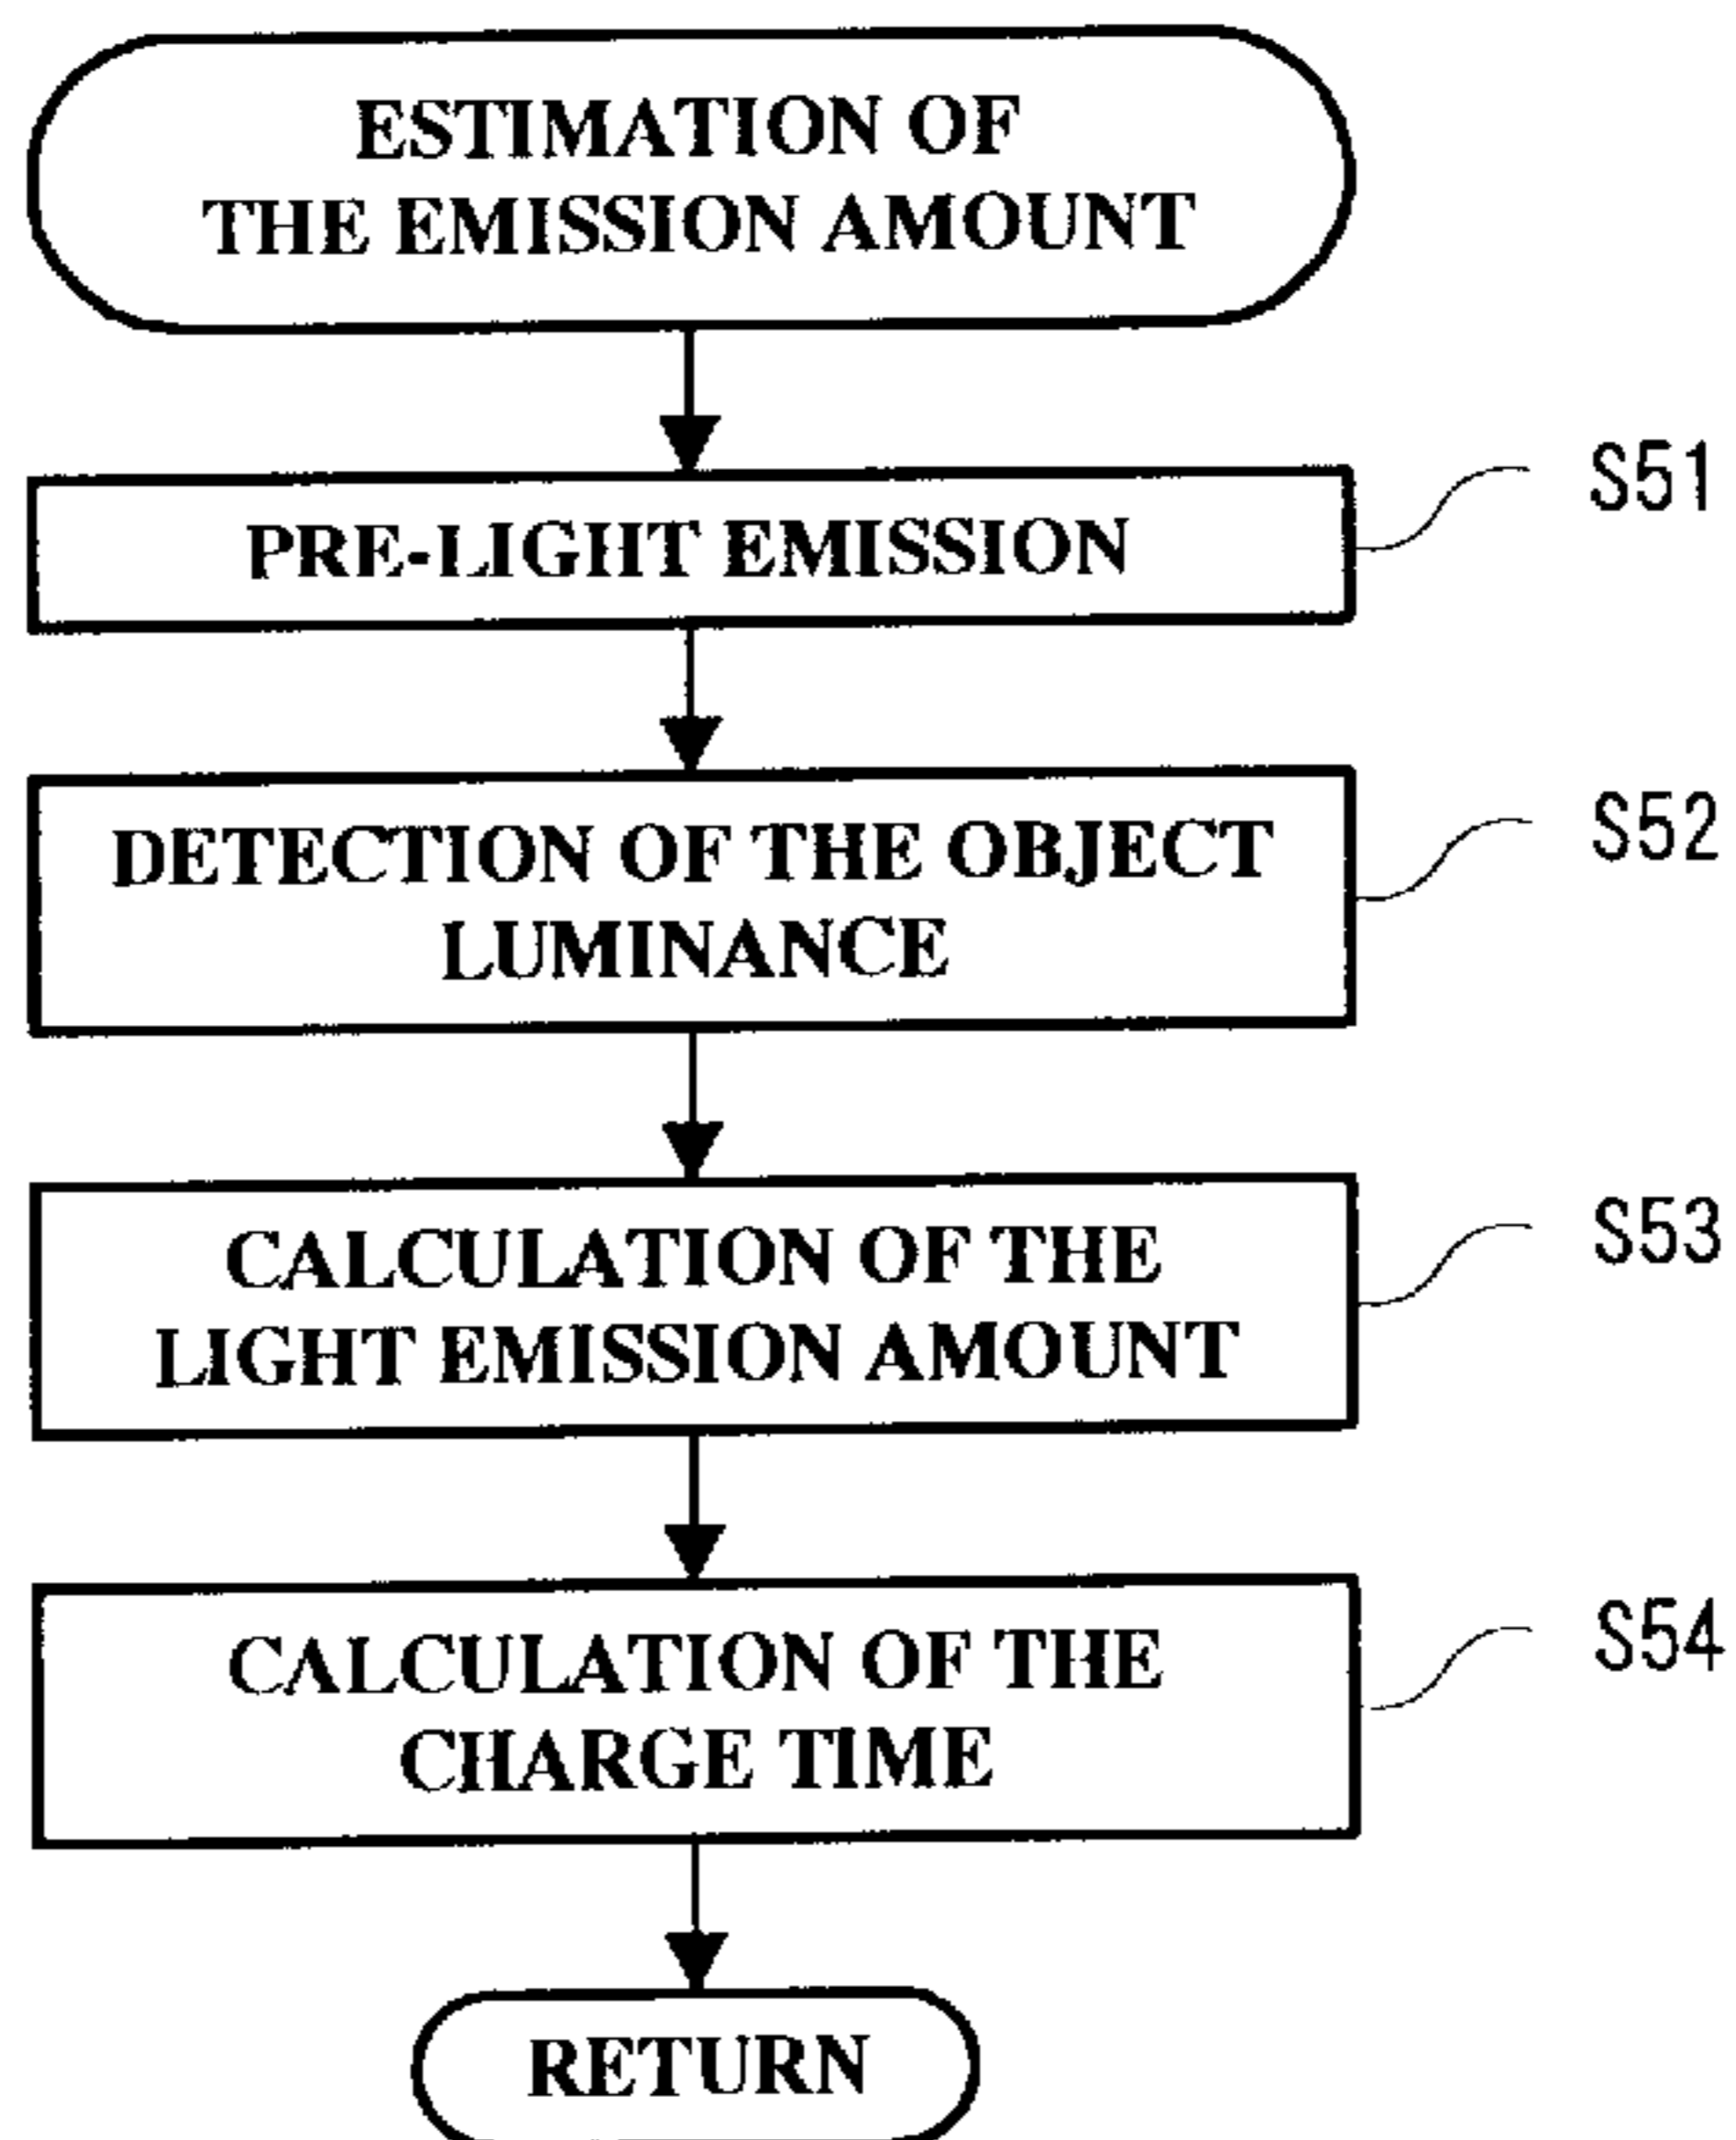 ESTIMATION OF
THE EMISSION AMOUNT
S51
PRE-LIGHT EMISSION
S52
DETECTION OF THE OBJECT
LUMINANCE
S53
CALCULATION OF THE
LIGHT EMISSION AMOUNT
S54
CALCULATION OF THE
CHARGE TIME
RETURN